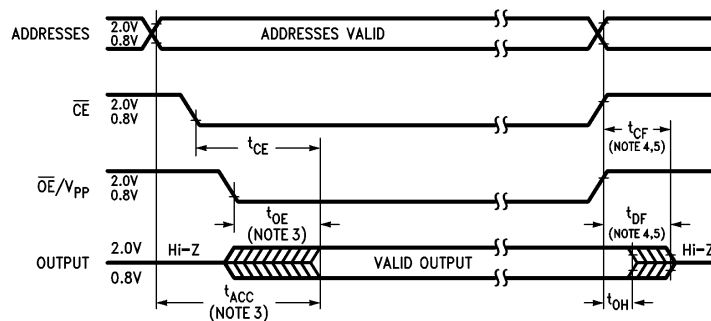 ADDRESSES 2.0V 0.8V ADDRESSES VALID
C̅E̅ 2.0V 0.8V
tCE
tCF
(NOTE 4,5)
O̅E̅/VPP 2.0V 0.8V
tOE
(NOTE 3)
tDF
(NOTE 4,5)
OUTPUT 2.0V 0.8V Hi-Z VALID OUTPUT Hi-Z
tACC
(NOTE 3)
tOH